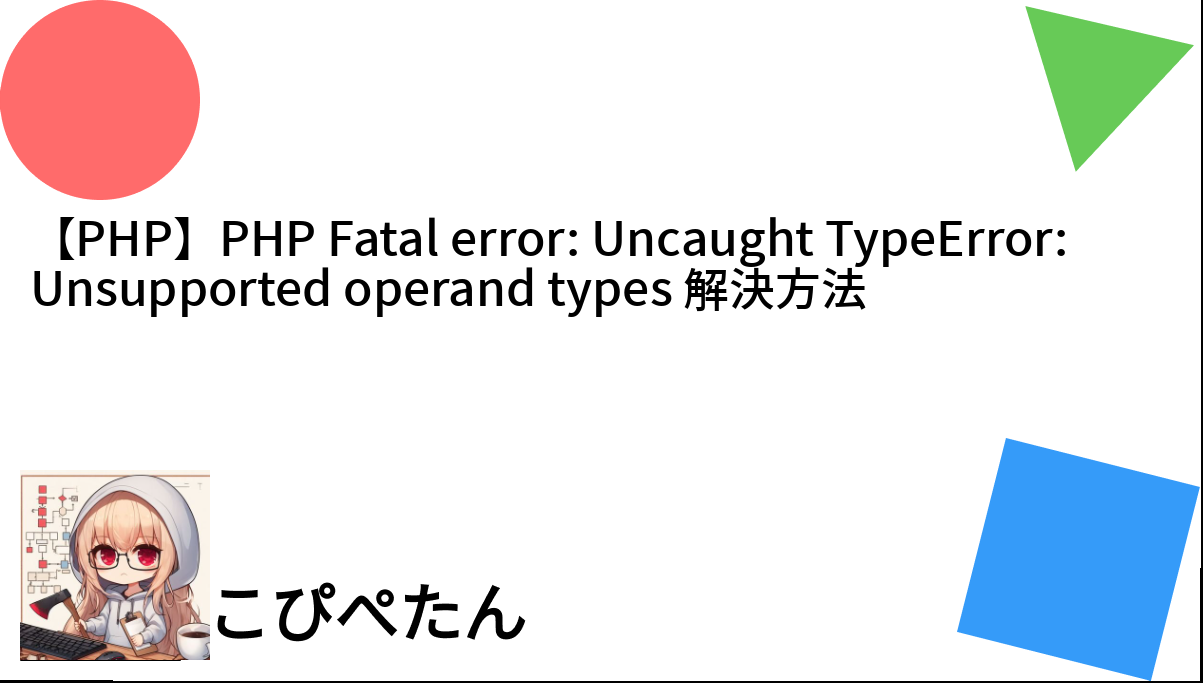 【PHP】PHP Fatal error: Uncaught TypeError:
Unsupported operand types 解決方法
こぴぺたん